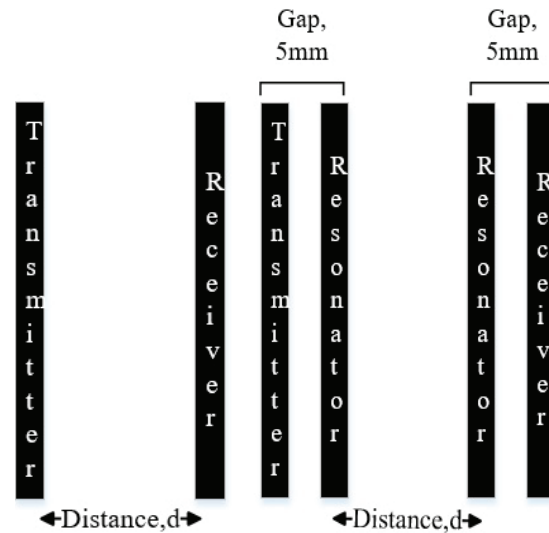 Gap,
5mm
Gap,
5mm
Transmitter
Receiver
Transmitter
Resonator
Resonator
Receiver
Distance,d
Distance,d